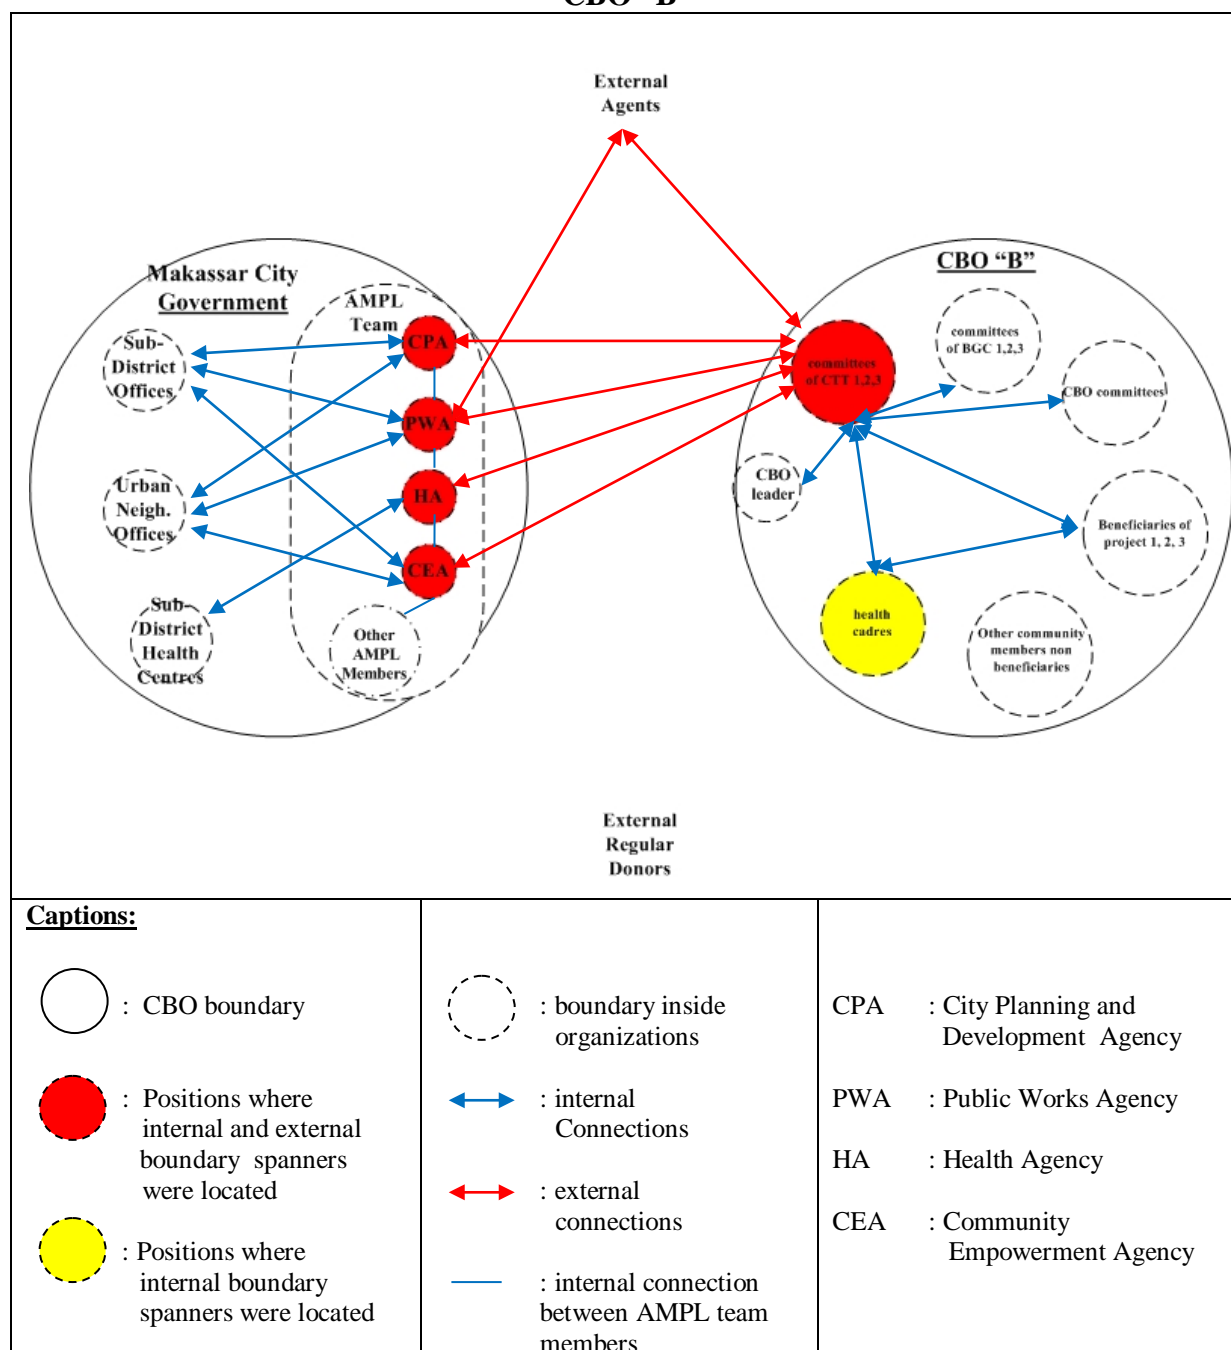 CBO “B”
External
Agents
Makassar City
Government
AMPL
Team
Sub-
District
Offices
CPA
PWA
HA
CEA
Urban
Neigh.
Offices
Sub-
District
Health
Centres
Other
AMPL
Members
CBO “B”
committees
of CTT 1,2,3
committees
of BGC 1,2,3
CBO committees
CBO
leader
Beneficiaries of
project 1, 2, 3
health
cadres
Other community
members non
beneficiaries
External
Regular
Donors
Captions:
: CBO boundary
: Positions where
internal and external
boundary spanners
were located
: Positions where
internal boundary
spanners were located
: boundary inside
organizations
: internal
Connections
: external
connections
: internal connection
between AMPL team
members
CPA : City Planning and
Development Agency
PWA : Public Works Agency
HA : Health Agency
CEA : Community
Empowerment Agency